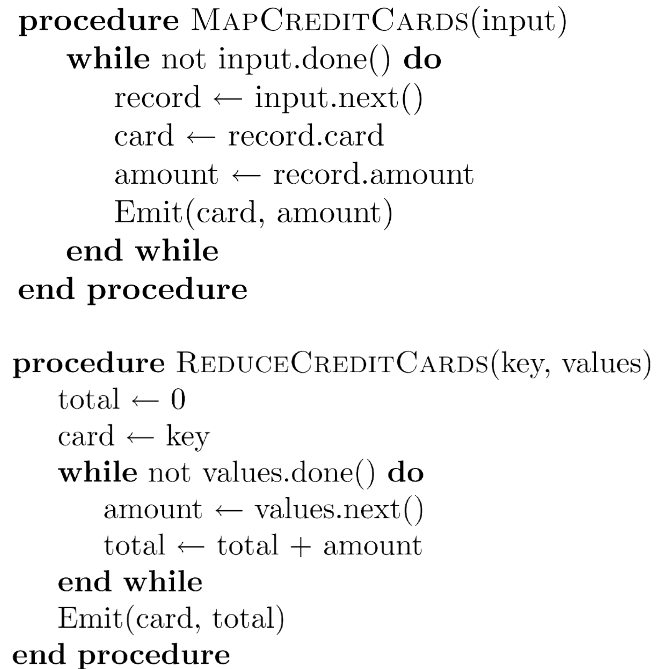 procedure MapCreditCards(input)
while not input.done() do
record ← input.next()
card ← record.card
amount ← record.amount
Emit(card, amount)
end while
end procedure
procedure ReduceCreditCards(key, values)
total ← 0
card ← key
while not values.done() do
amount ← values.next()
total ← total + amount
end while
Emit(card, total)
end procedure